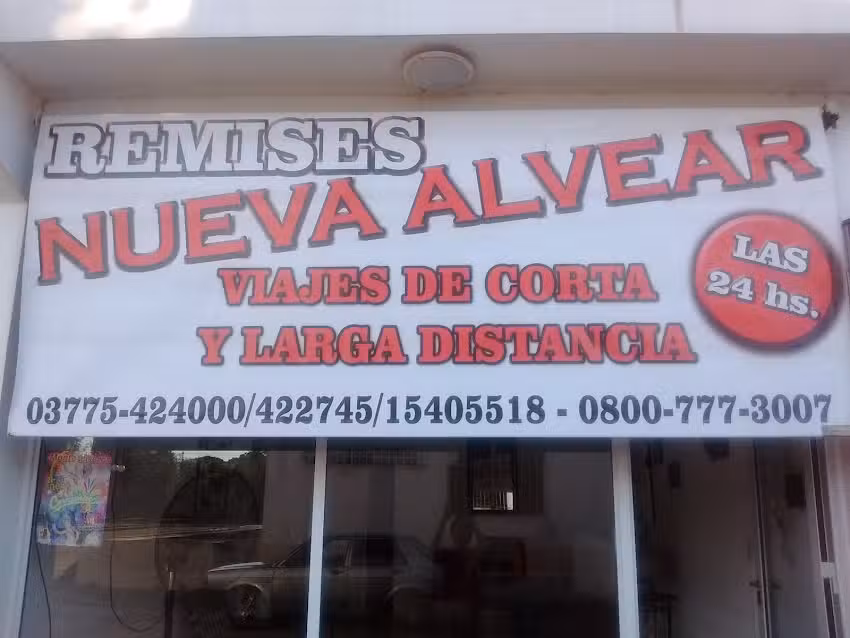 REMISES
NUEVA ALVEAR
VIAJES DE CORTA
Y LARGA DISTANCIA
LAS
24 hs.
03775-424000/422745/15405518 - 0800-777-3007